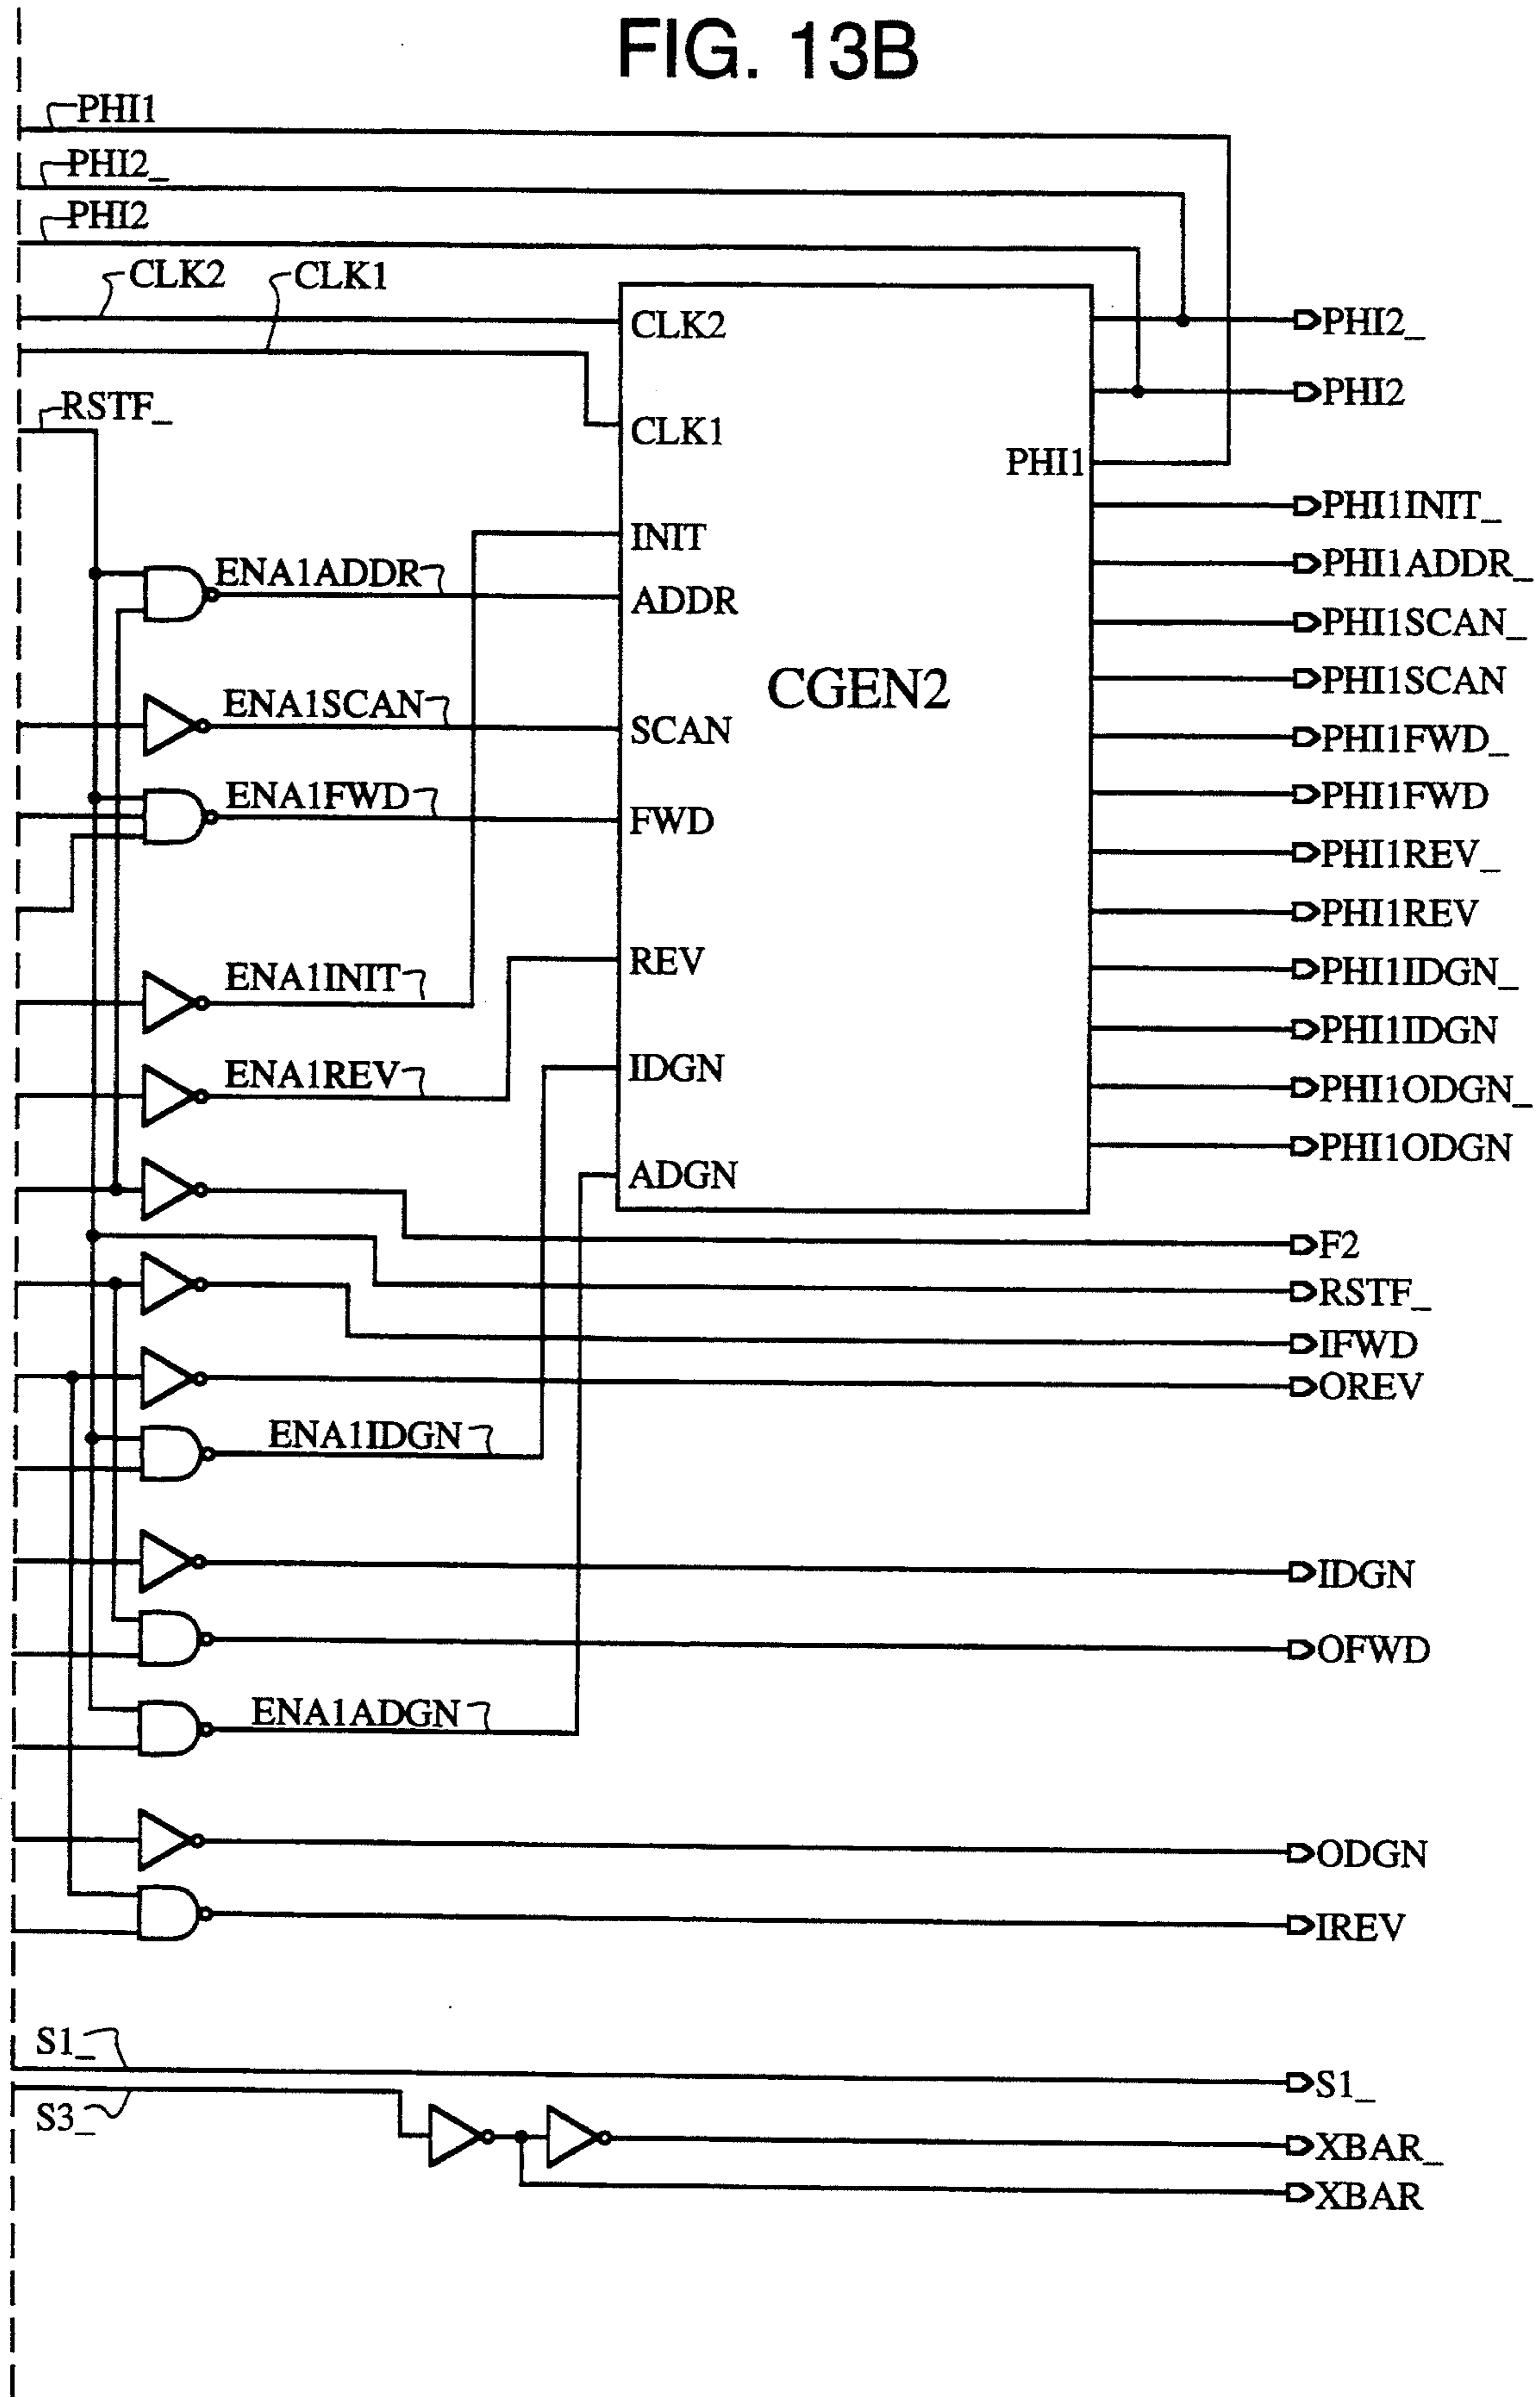 FIG. 13B
PHI1
PHI2_
PHI2
CLK2 CLK1
CLK2 PHI2_
PHI2
RSTF_ CLK1
PHI1
PHI1INIT_
INIT
PHI1ADDR_
ENA1ADDR ADDR
PHI1SCAN_
CGEN2 PHI1SCAN
ENA1SCAN SCAN
PHI1FWD_
ENA1FWD FWD PHI1FWD
PHI1REV_
PHI1REV
ENA1INIT REV PHI1IDGN_
PHI1IDGN
ENA1REV IDGN
PHI1ODGN_
PHI1ODGN
ADGN
F2
RSTF_
IFWD
OREV
ENA1IDGN
IDGN
OFWD
ENA1ADGN
ODGN
IREV
S1_
S1_
S3_
XBAR_
XBAR